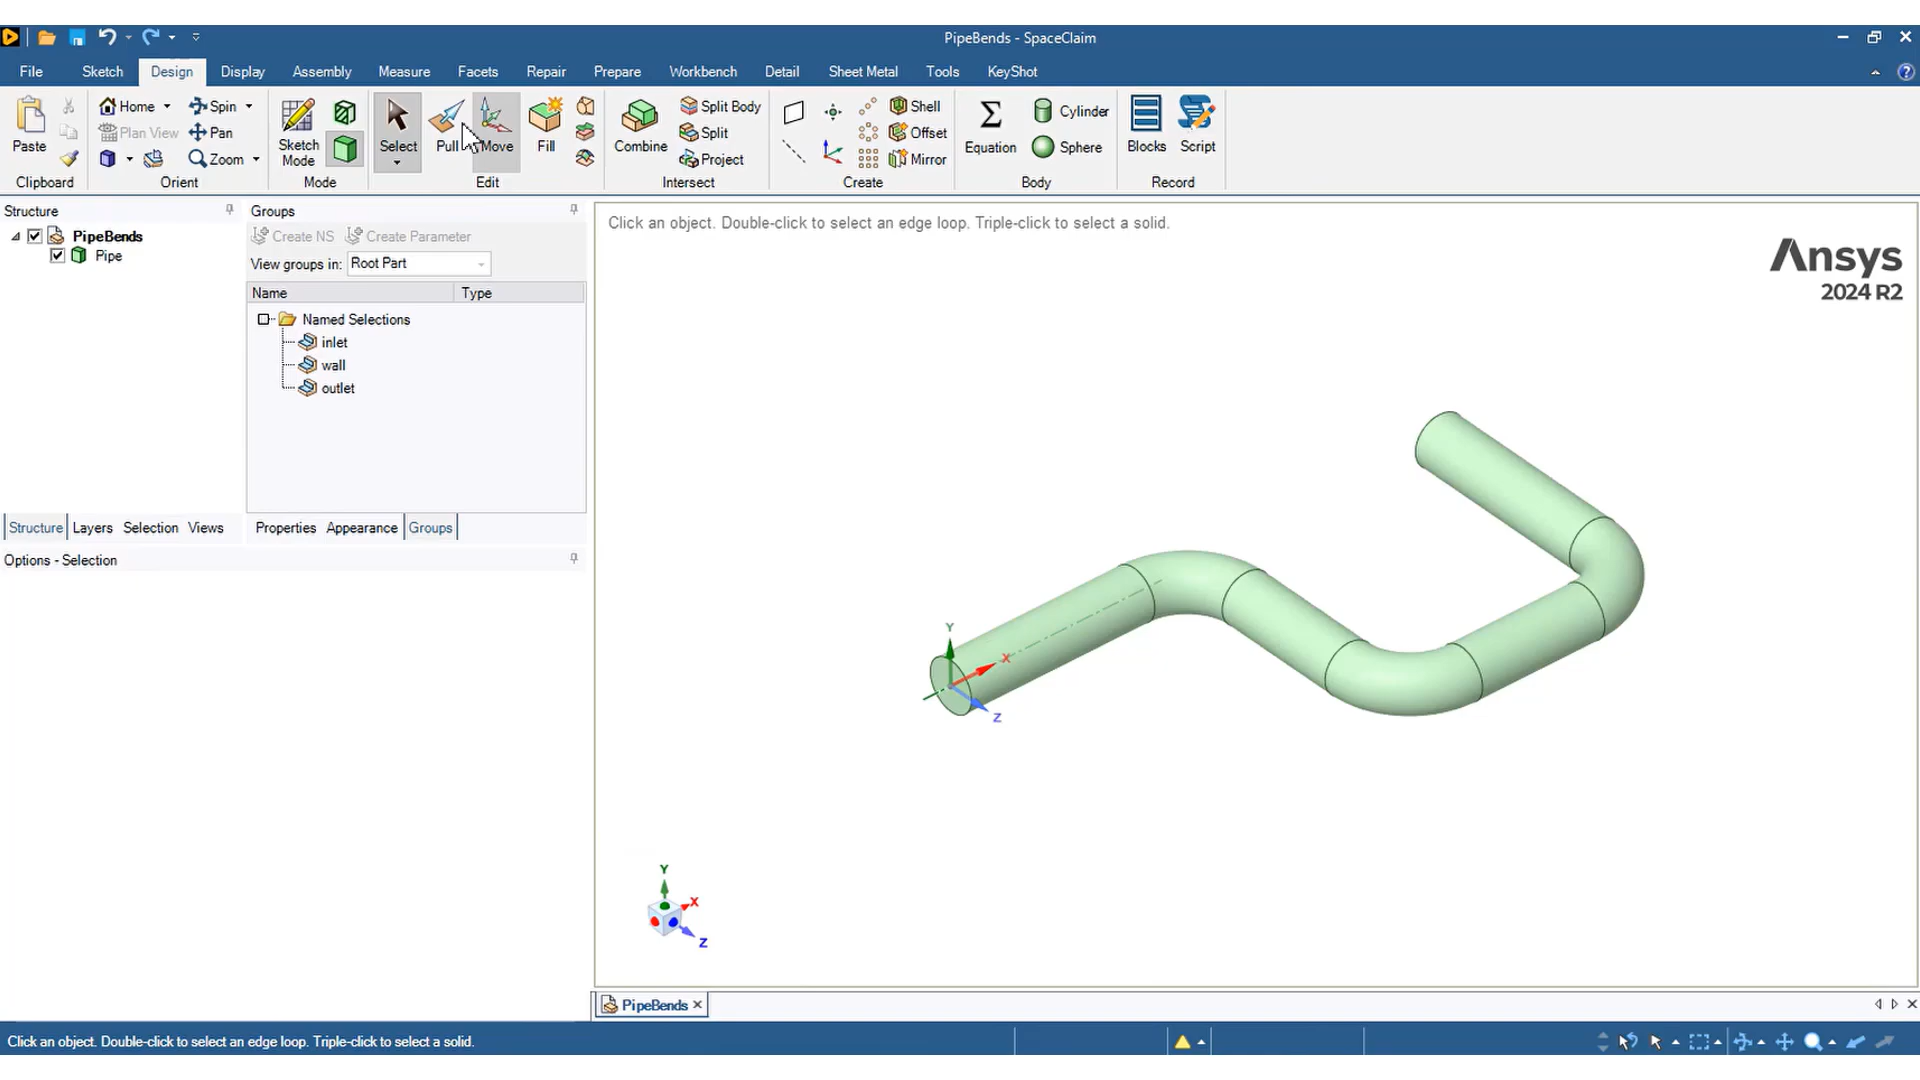 PipeBends - SpaceClaim
File Sketch Design Display Assembly Measure Facets Repair Prepare Workbench Detail Sheet Metal Tools KeyShot
Paste
Clipboard
Home Spin
Plan View Pan
Zoom
Orient
Sketch Mode
Mode
Select Pull Move Fill
Edit
Combine Split Body
Split
Project
Intersect
Shell
Offset
Mirror
Create
Equation Cylinder
Sphere
Body
Blocks Script
Record
Structure
PipeBends
Pipe
Structure Layers Selection Views
Groups
Create NS Create Parameter
View groups in: Root Part
Name Type
Named Selections
inlet
wall
outlet
Properties Appearance Groups
Options - Selection
Click an object. Double-click to select an edge loop. Triple-click to select a solid.
Ansys
2024 R2
Y
X
Z
Y
X
Z
PipeBends
Click an object. Double-click to select an edge loop. Triple-click to select a solid.